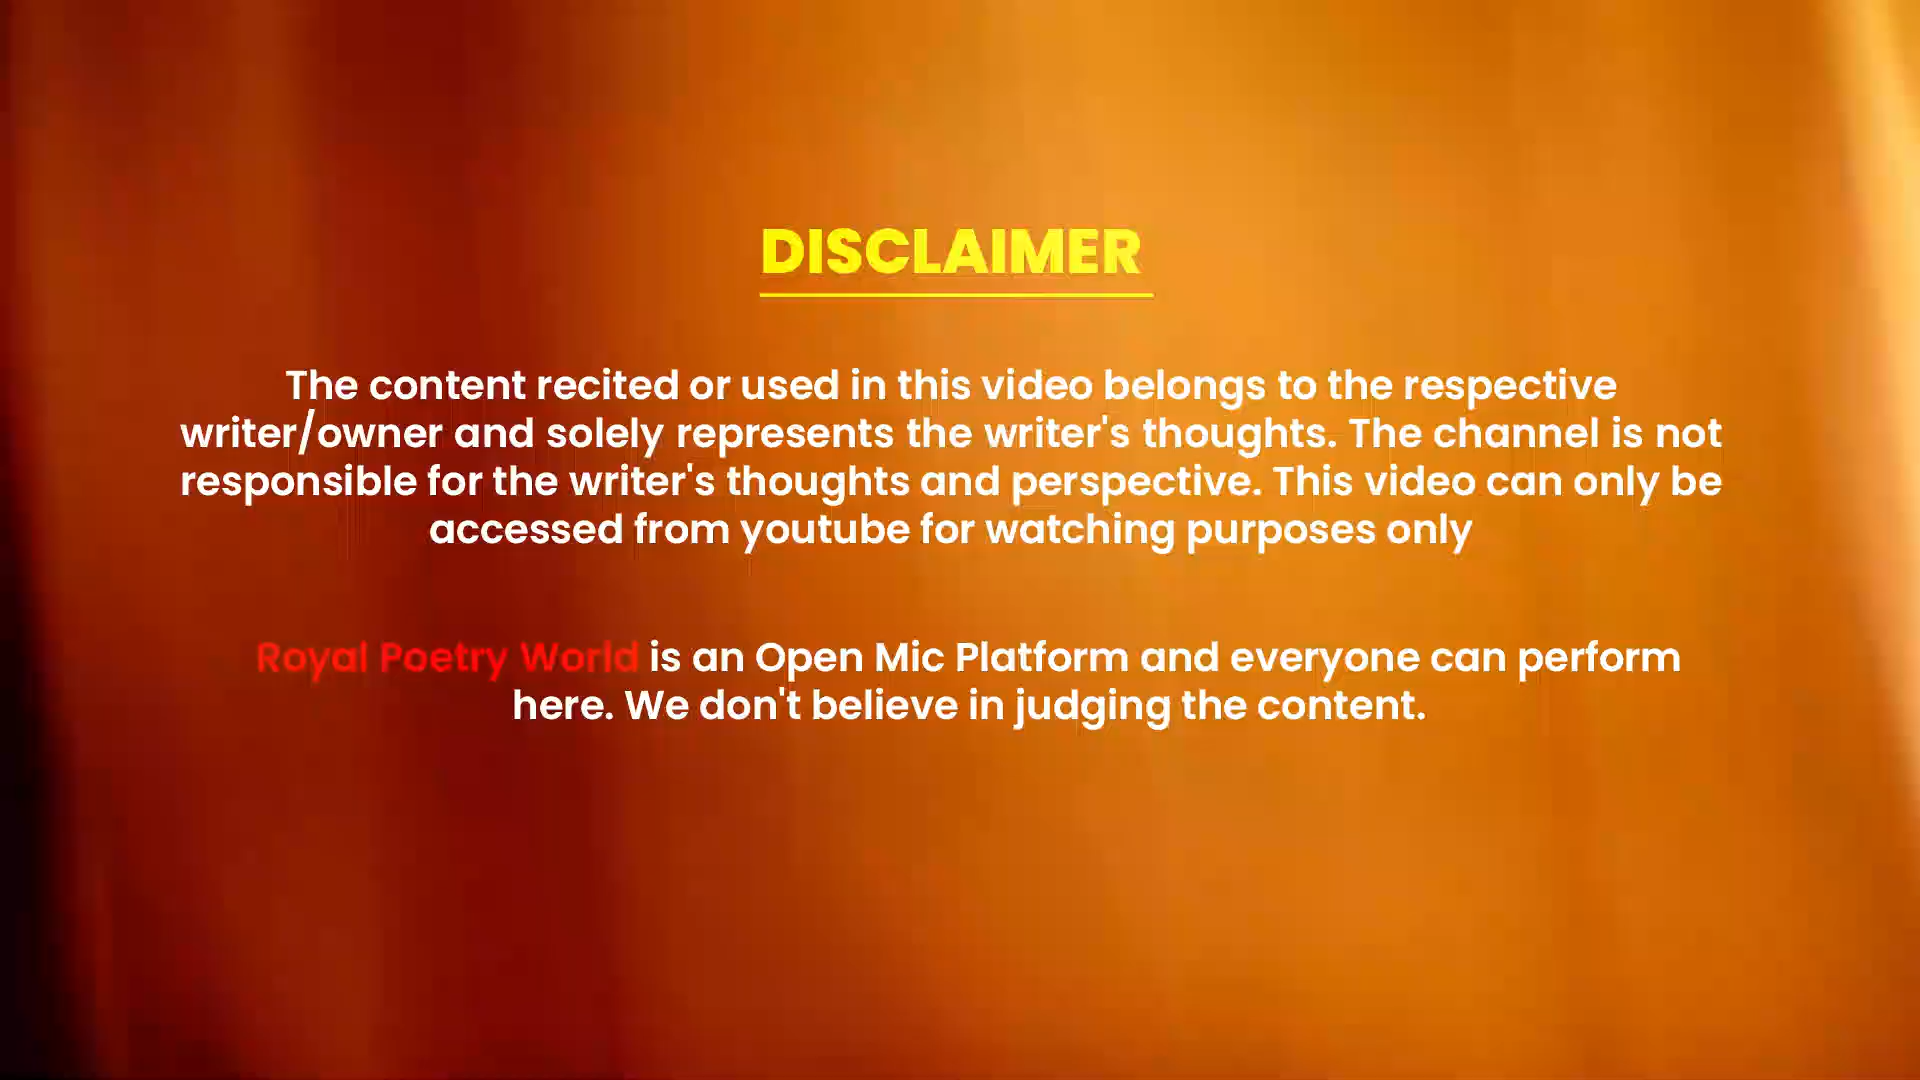 DISCLAIMER
The content recited or used in this video belongs to the respective
writer/owner and solely represents the writer's thoughts. The channel is not
responsible for the writer's thoughts and perspective. This video can only be
accessed from youtube for watching purposes only
Royal Poetry World is an Open Mic Platform and everyone can perform
here. We don't believe in judging the content.